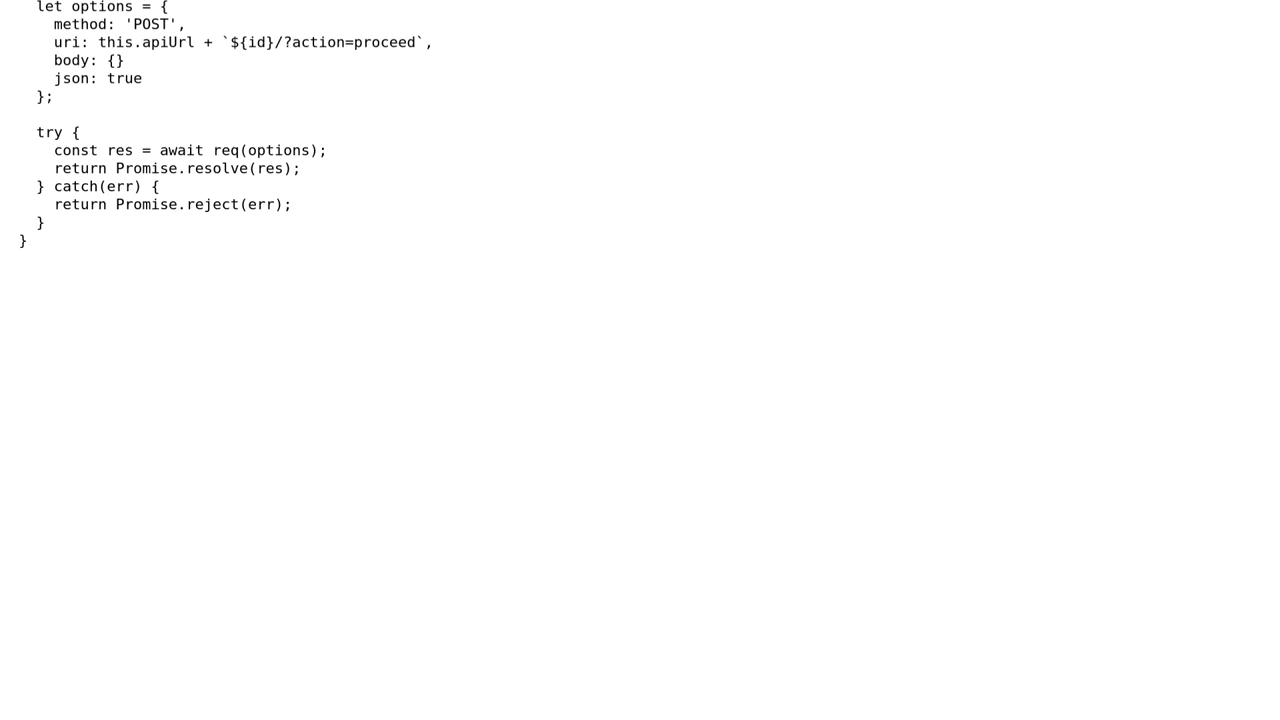 let options = {
method: 'POST',
uri: this.apiUrl + `${id}/?action=proceed`,
body: {}
json: true
};
try {
const res = await req(options);
return Promise.resolve(res);
} catch(err) {
return Promise.reject(err);
}
}